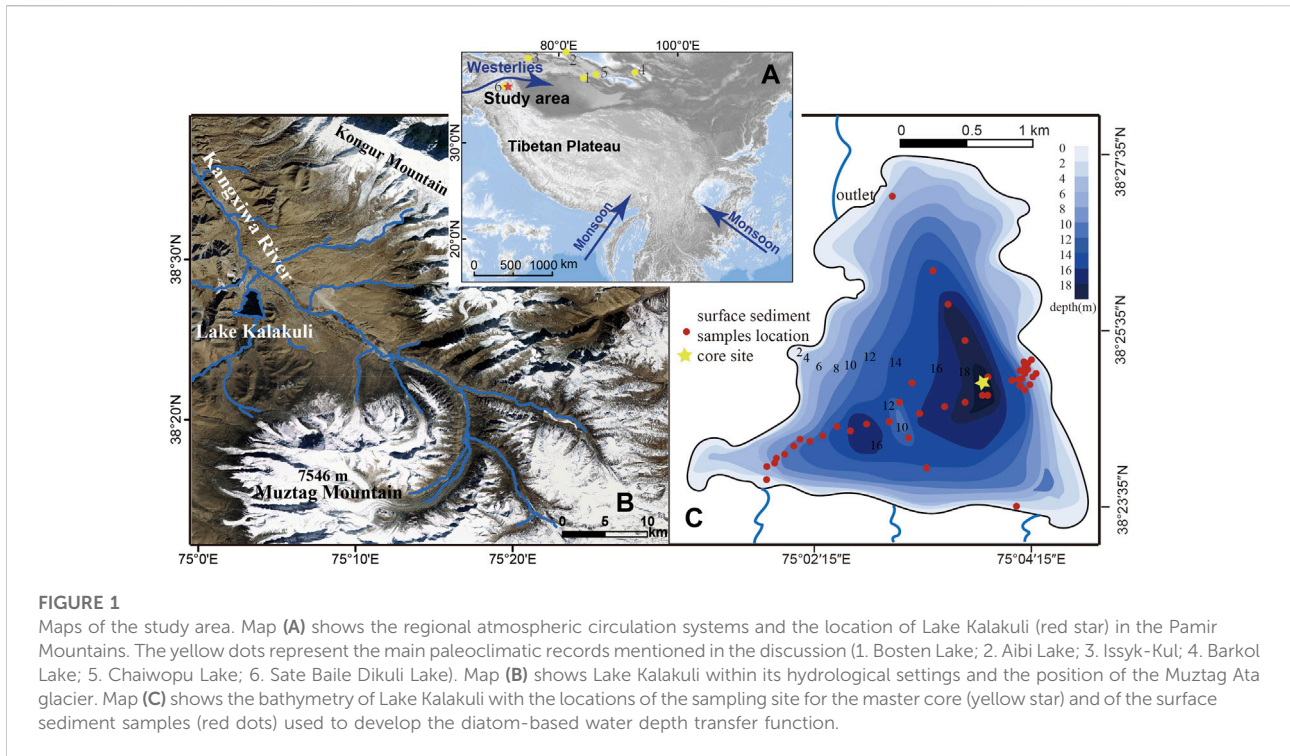 80°0'E
100°0'E
30°0'N
20°0'N
A
Westerlies
Study area
Tibetan Plateau
Monsoon
Monsoon
1
2
3
4
5
6
0 500 1000 km
Kongur Mountain
Kangxiwa River
Lake Kalakuli
7546 m
Muztag Mountain
B
0 5 10
km
38°30'N
38°20'N
75°0'E
75°10'E
75°20'E
0 0.5 1 km
outlet
0
2
4
6
8
10
12
14
16
18
depth(m)
surface sediment
samples location
core site
2
4
6
8
10
12
14
16
18
12
10
16
C
38°27'35"N
38°25'35"N
38°23'35"N
75°02'15"E
75°04'15"E
FIGURE 1
Maps of the study area. Map (A) shows the regional atmospheric circulation systems and the location of Lake Kalakuli (red star) in the Pamir
Mountains. The yellow dots represent the main paleoclimatic records mentioned in the discussion (1. Bosten Lake; 2. Aibi Lake; 3. Issyk-Kul; 4. Barkol
Lake; 5. Chaiwopu Lake; 6. Sate Baile Dikuli Lake). Map (B) shows Lake Kalakuli within its hydrological settings and the position of the Muztag Ata
glacier. Map (C) shows the bathymetry of Lake Kalakuli with the locations of the sampling site for the master core (yellow star) and of the surface
sediment samples (red dots) used to develop the diatom-based water depth transfer function.